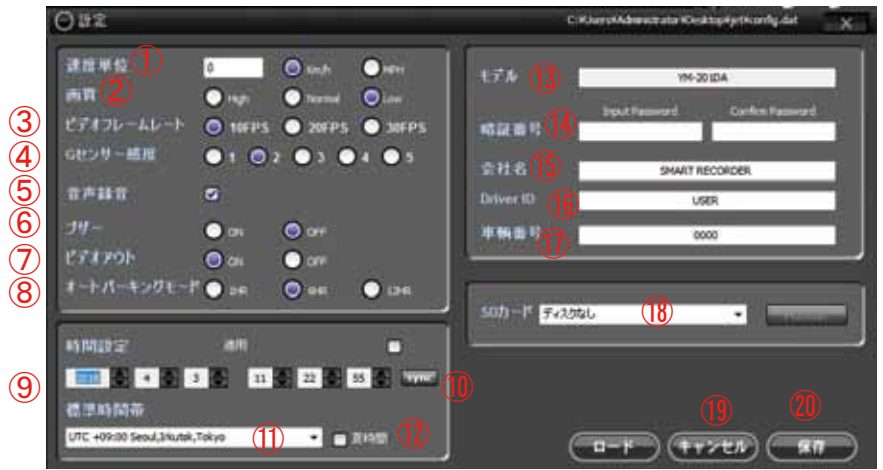 設定
C:\Users\Administrator\Desktop\jet\config.dat
×
速度単位 ① 0 Km/h MPH
画質 ② High Normal Low
③ ビデオフレームレート 10FPS 20FPS 30FPS
④ Gセンサー感度 1 2 3 4 5
⑤ 音声録音
⑥ ブザー ON OFF
⑦ ビデオアウト ON OFF
⑧ オートパーキングモード 6HR 12HR
時間設定 適用
⑨ 4 3 11 22 55 sync ⑩
標準時間帯
UTC +09:00 Seoul,Irkutsk,Tokyo ⑪ 夏時間 ⑫
モデル ⑬ YM-201DA
Input Password Confirm Password
暗証番号 ⑭
会社名 ⑮ SMART RECORDER
Driver ID ⑯ USER
車輌番号 ⑰ 0000
SDカード ディスクなし ⑱
⑲ ⑳
ロード キャンセル 保存